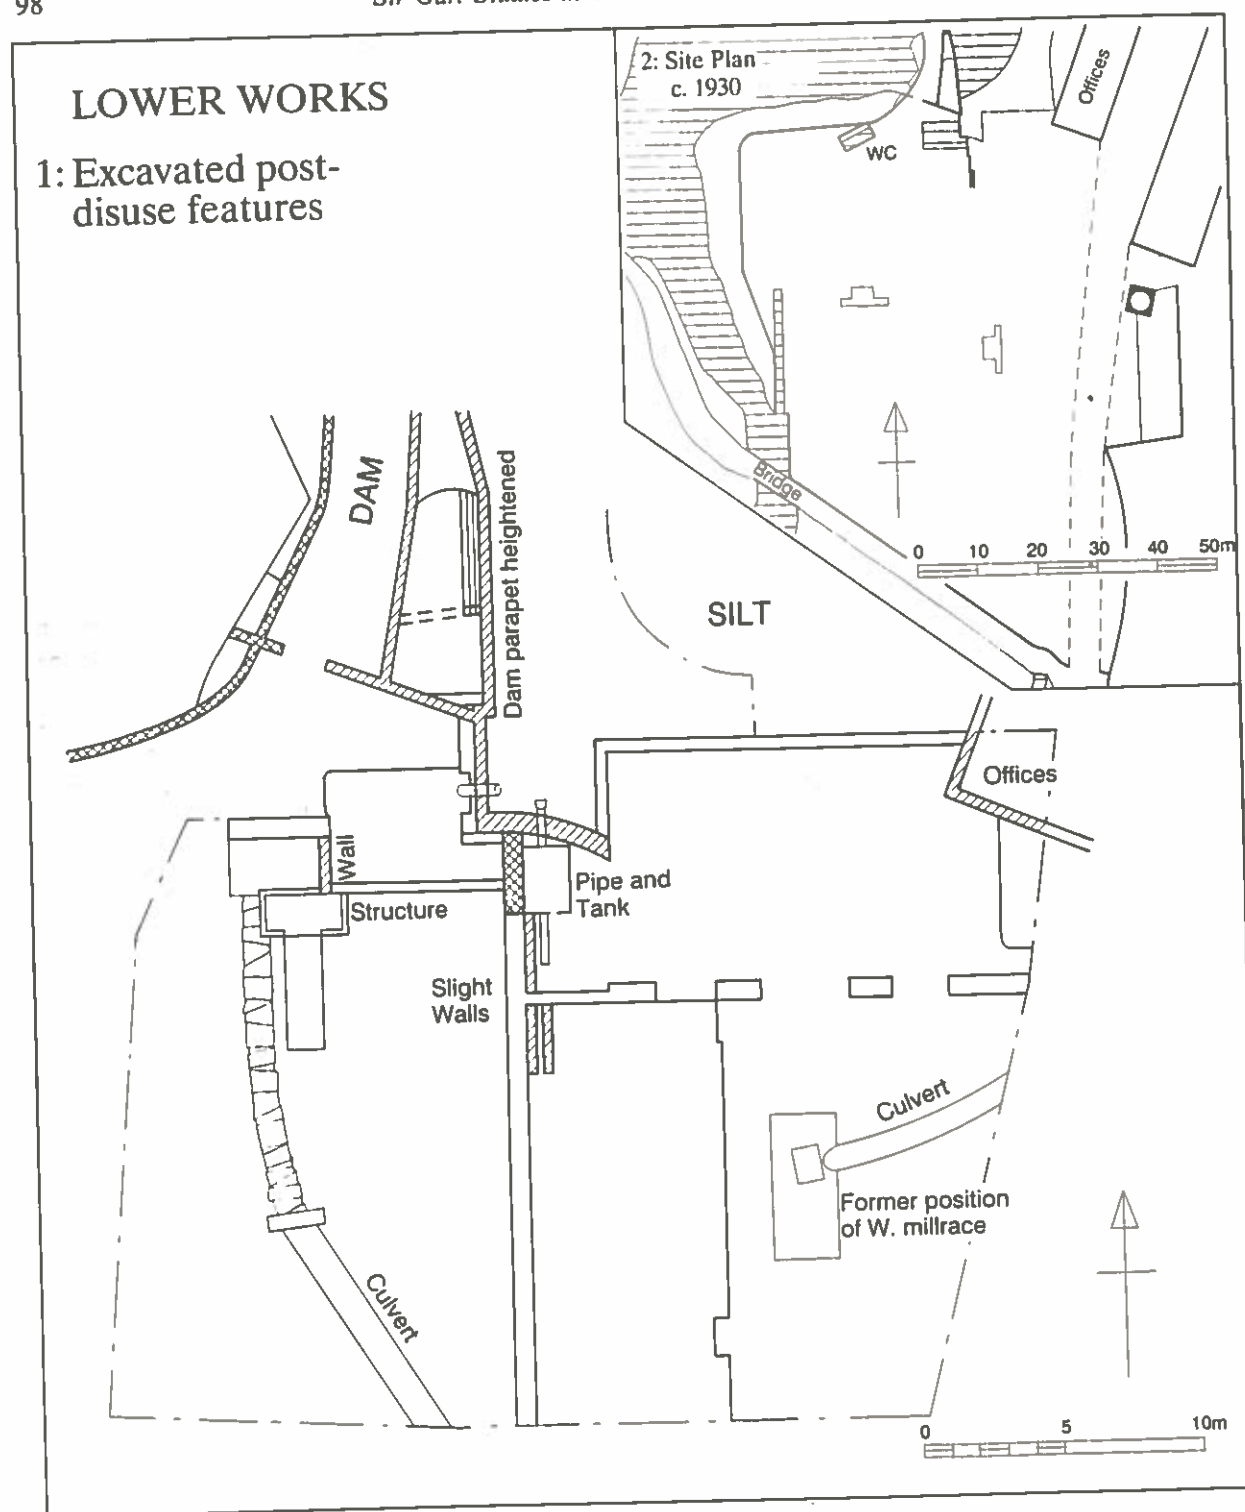 98
LOWER WORKS
1: Excavated post-
disuse features
2: Site Plan
c. 1930
WC
Offices
Bridge
0 10 20 30 40 50m
DAM
Dam parapet heightened
SILT
Offices
Wall
Structure
Pipe and
Tank
Slight
Walls
Culvert
Former position
of W. millrace
Culvert
0 5 10m